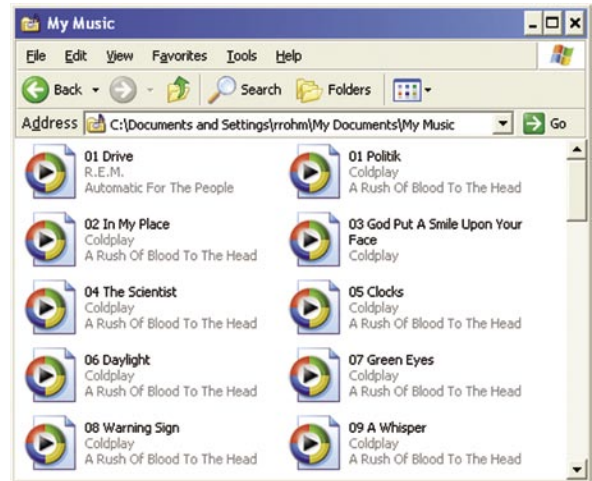 My Music
File Edit View Favorites Tools Help
Back Search Folders
Address C:\Documents and Settings\rrohm\My Documents\My Music Go
01 Drive
R.E.M.
Automatic For The People
01 Politik
Coldplay
A Rush Of Blood To The Head
02 In My Place
Coldplay
A Rush Of Blood To The Head
03 God Put A Smile Upon Your
Face
Coldplay
04 The Scientist
Coldplay
A Rush Of Blood To The Head
05 Clocks
Coldplay
A Rush Of Blood To The Head
06 Daylight
Coldplay
A Rush Of Blood To The Head
07 Green Eyes
Coldplay
A Rush Of Blood To The Head
08 Warning Sign
Coldplay
A Rush Of Blood To The Head
09 A Whisper
Coldplay
A Rush Of Blood To The Head